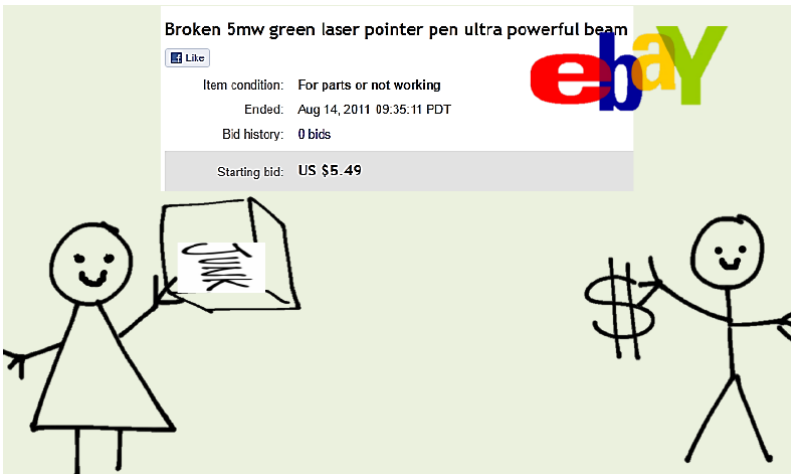 Broken 5mw green laser pointer pen ultra powerful beam
ebaY
Like
Item condition: For parts or not working
Ended: Aug 14, 2011 09:35:11 PDT
Bid history: 0 bids
Starting bid: US $5.49
JUNK
$